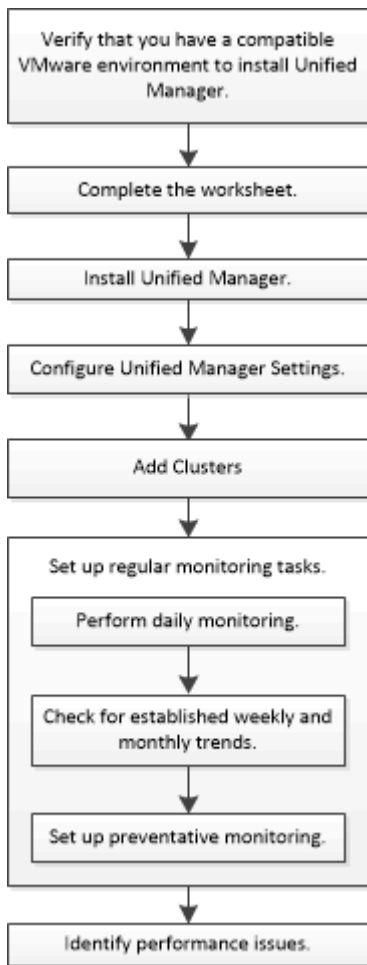 Verify that you have a compatible
VMware environment to install Unified
Manager.
Complete the worksheet.
Install Unified Manager.
Configure Unified Manager Settings.
Add Clusters
Set up regular monitoring tasks.
Perform daily monitoring.
Check for established weekly and
monthly trends.
Set up preventative monitoring.
Identify performance issues.